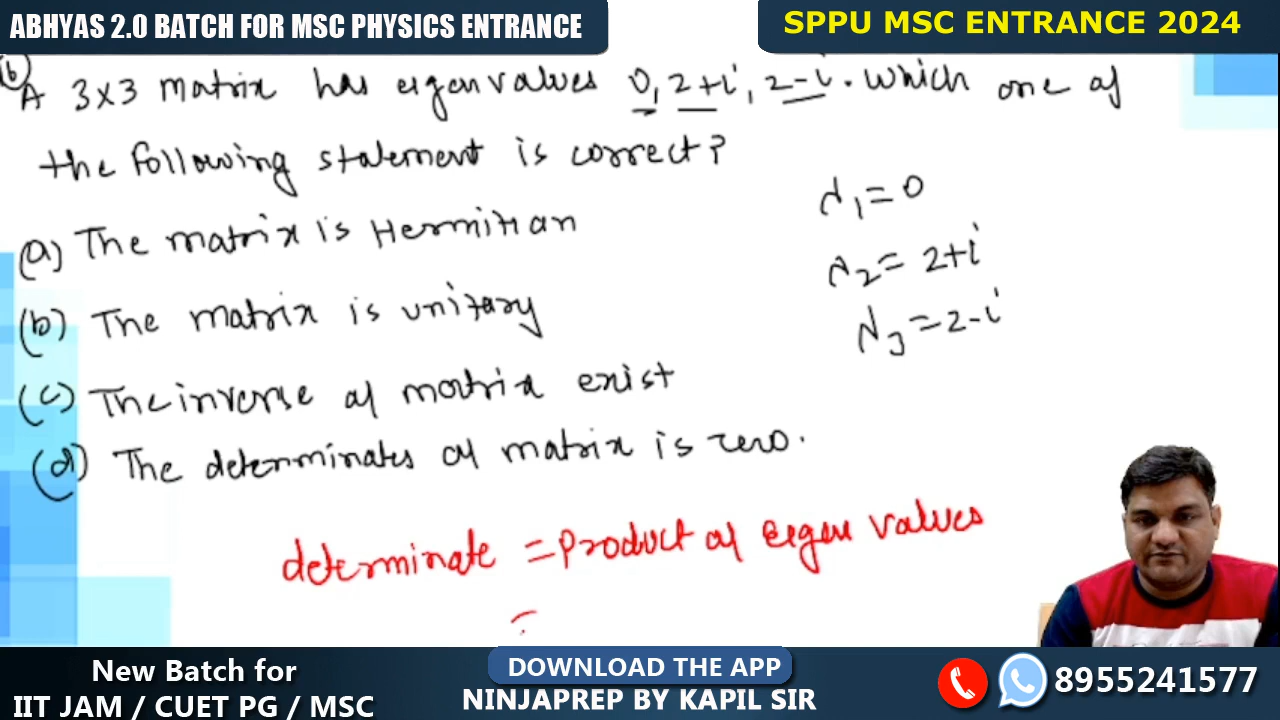 ABHYAS 2.0 BATCH FOR MSC PHYSICS ENTRANCE
SPPU MSC ENTRANCE 2024
A 3x3 matrix has eigen values 0, 2+i, 2-i. Which one of
the following statement is correct?
(a) The matrix is Hermitian
(b) The matrix is unitary
(c) The inverse of matrix exist
(d) The determinates of matrix is zero.
λ1 = 0
λ2 = 2+i
λ3 = 2-i
determinate = Product of Eigen values
=
New Batch for
IIT JAM / CUET PG / MSC
DOWNLOAD THE APP
NINJAPREP BY KAPIL SIR
8955241577